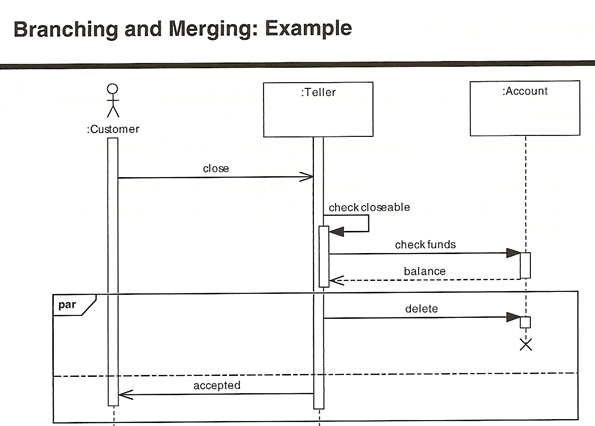 Branching and Merging: Example
:Teller
:Account
:Customer
close
check closeable
check funds
balance
par
delete
accepted